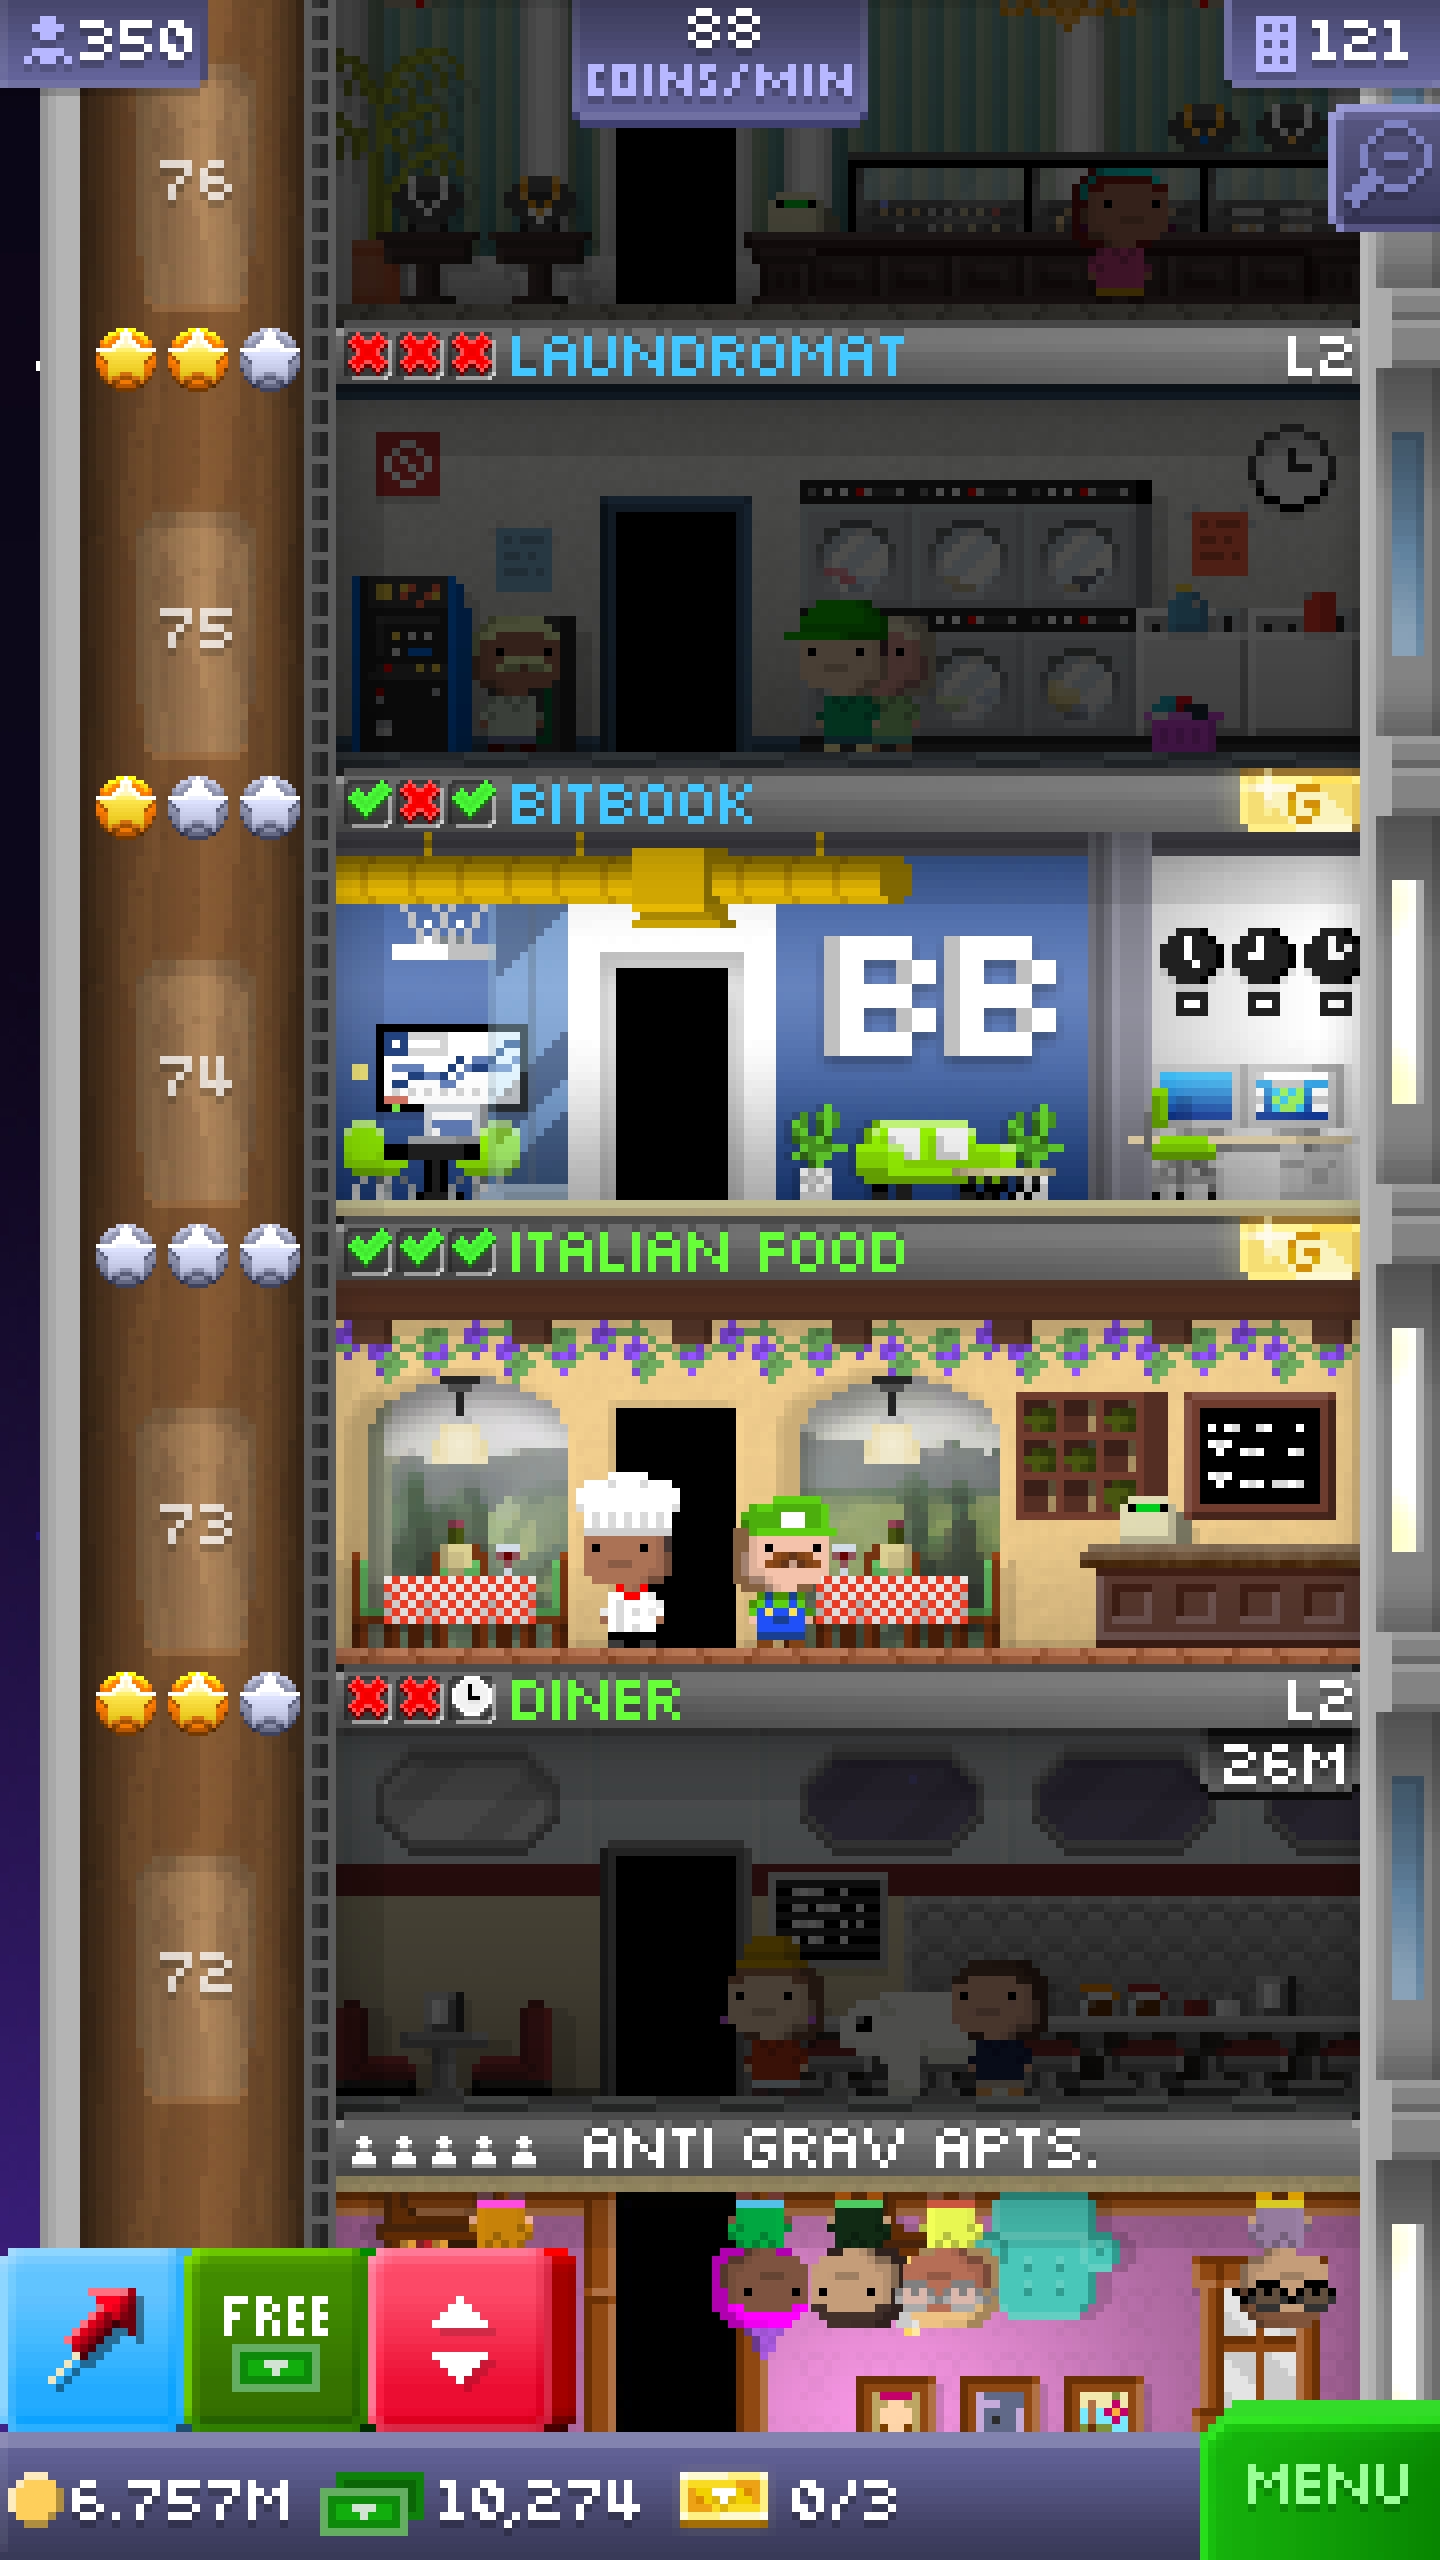 350
88
COINS/MIN
121
76
LAUNDROMAT L2
75
BITBOOK G
BB
74
ITALIAN FOOD G
73
DINER L2
26M
72
ANTI GRAV APTS.
FREE
6.757M 10,274 0/3
MENU